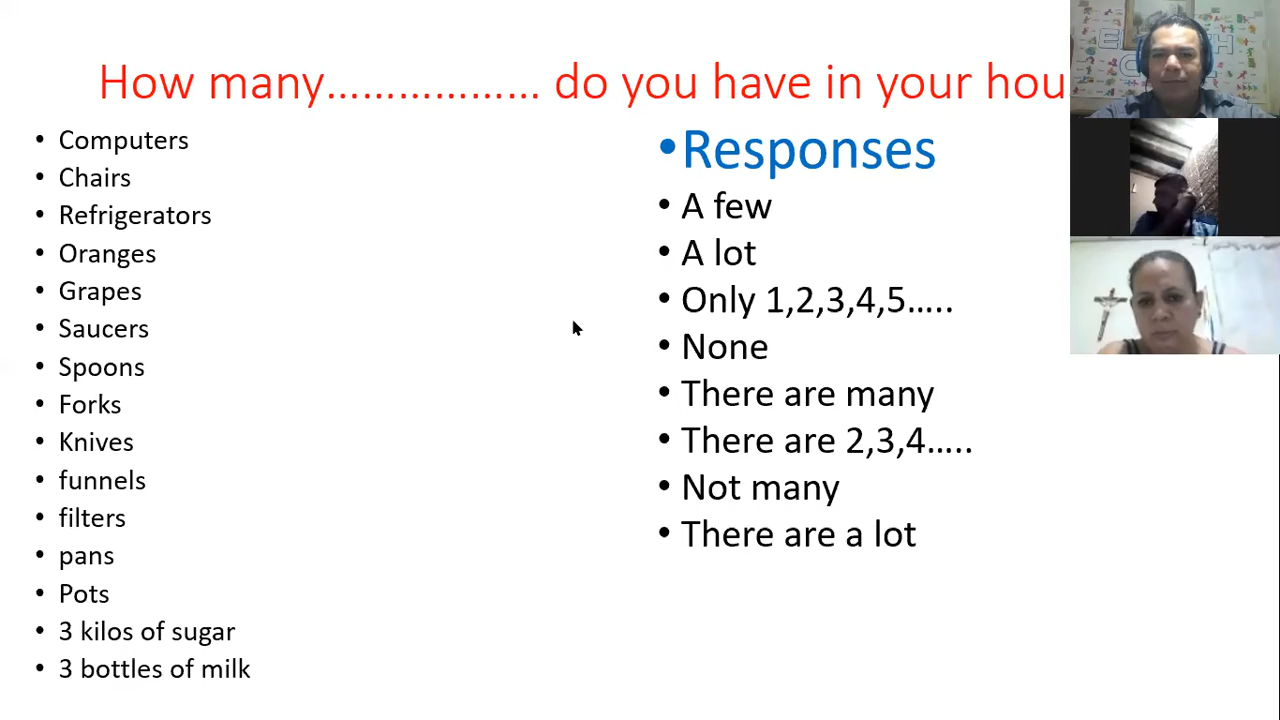 How many……………… do you have in your hou
• Computers
• Chairs
• Refrigerators
• Oranges
• Grapes
• Saucers
• Spoons
• Forks
• Knives
• funnels
• filters
• pans
• Pots
• 3 kilos of sugar
• 3 bottles of milk
• Responses
• A few
• A lot
• Only 1,2,3,4,5…..
• None
• There are many
• There are 2,3,4…..
• Not many
• There are a lot